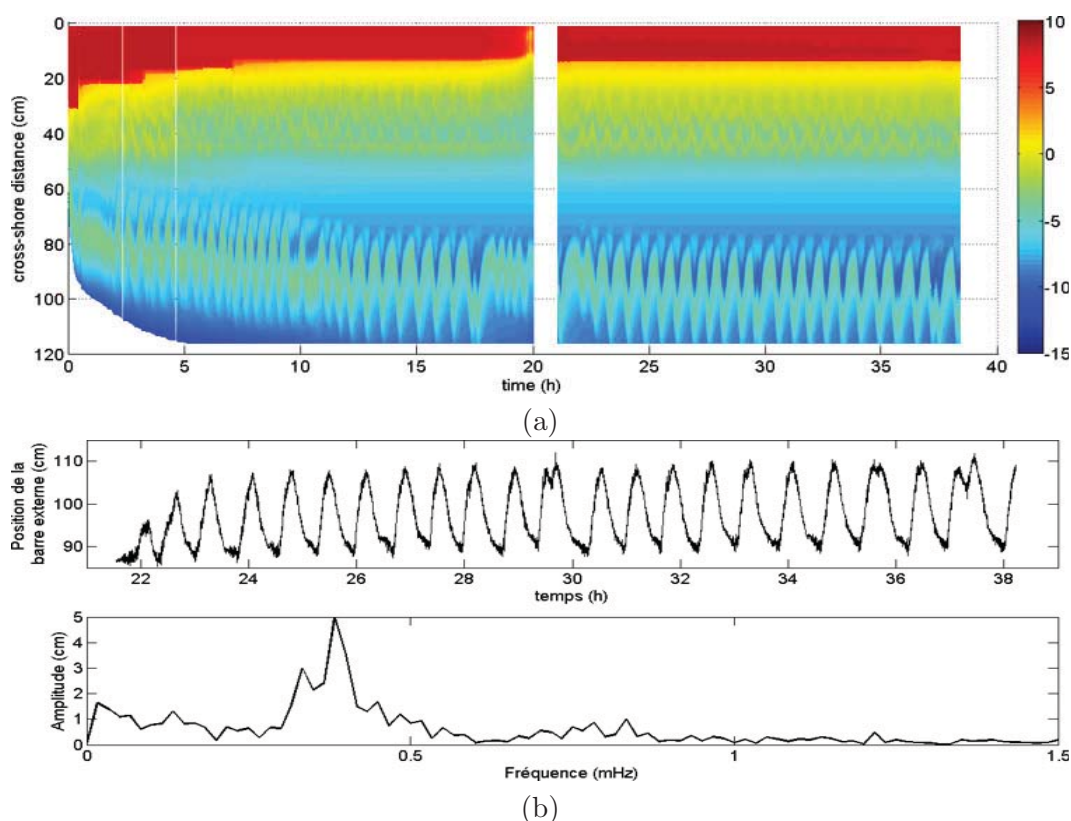 0
20
40
60
80
100
120
cross-shore distance (cm)
0 5 10 15 20 25 30 35 40
time (h)
10
5
0
-5
-10
-15
(a)
110
100
90
Position de la
barre externe (cm)
22 24 26 28 30 32 34 36 38
temps (h)
5
4
3
2
1
0
Amplitude (cm)
0 0.5 1 1.5
Fréquence (mHz)
(b)